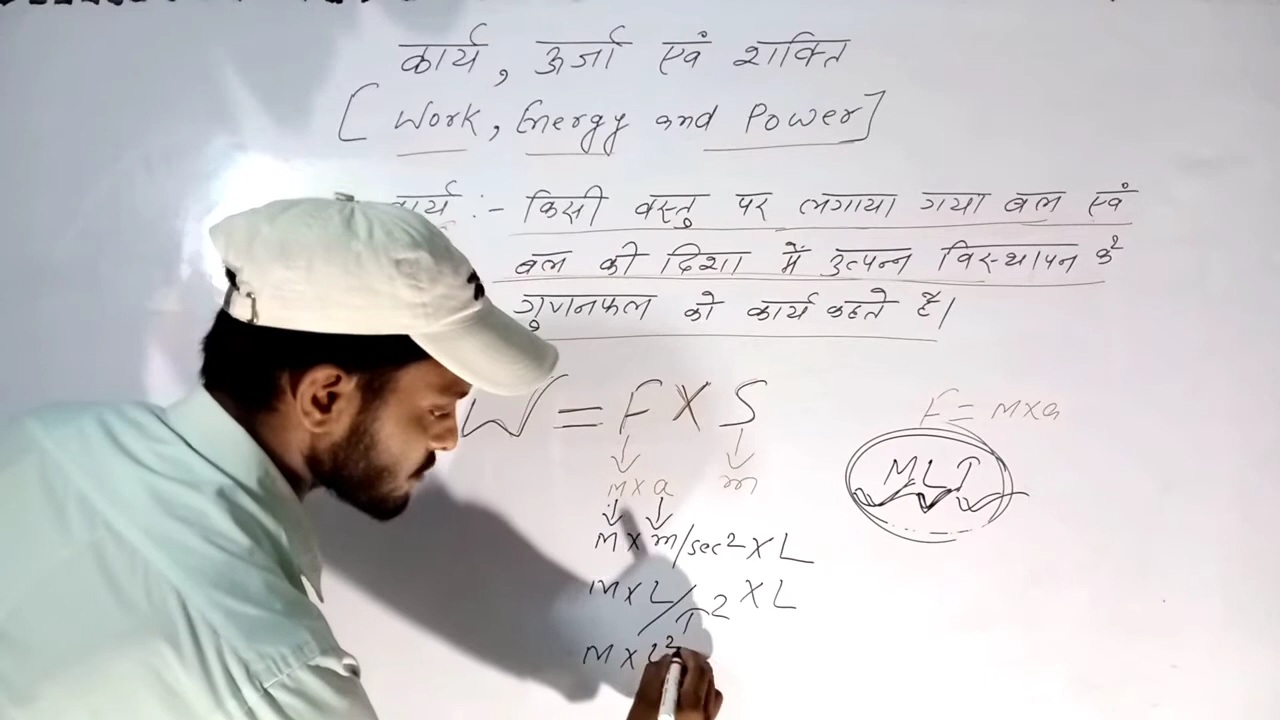 कार्य, ऊर्जा एवं शक्ति
[Work, Energy and Power]
कार्य :- किसी वस्तु पर लगाया गया बल एवं
बल की दिशा में उत्पन्न विस्थापन के
गुणनफल को कार्य कहते है।
W = F X S
F = M x a
M x a m
MLT
M x m/sec2 x L
M x L/T2 x L
M x L2